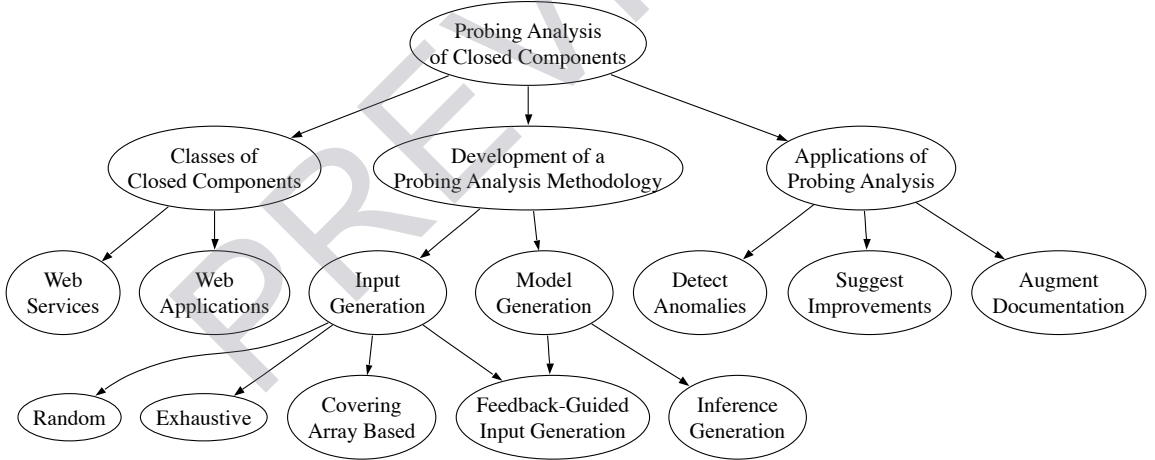 Probing Analysis
of Closed Components
Classes of
Closed Components
Development of a
Probing Analysis Methodology
Applications of
Probing Analysis
Web
Services
Web
Applications
Input
Generation
Model
Generation
Detect
Anomalies
Suggest
Improvements
Augment
Documentation
Random
Exhaustive
Covering
Array Based
Feedback-Guided
Input Generation
Inference
Generation
PREV